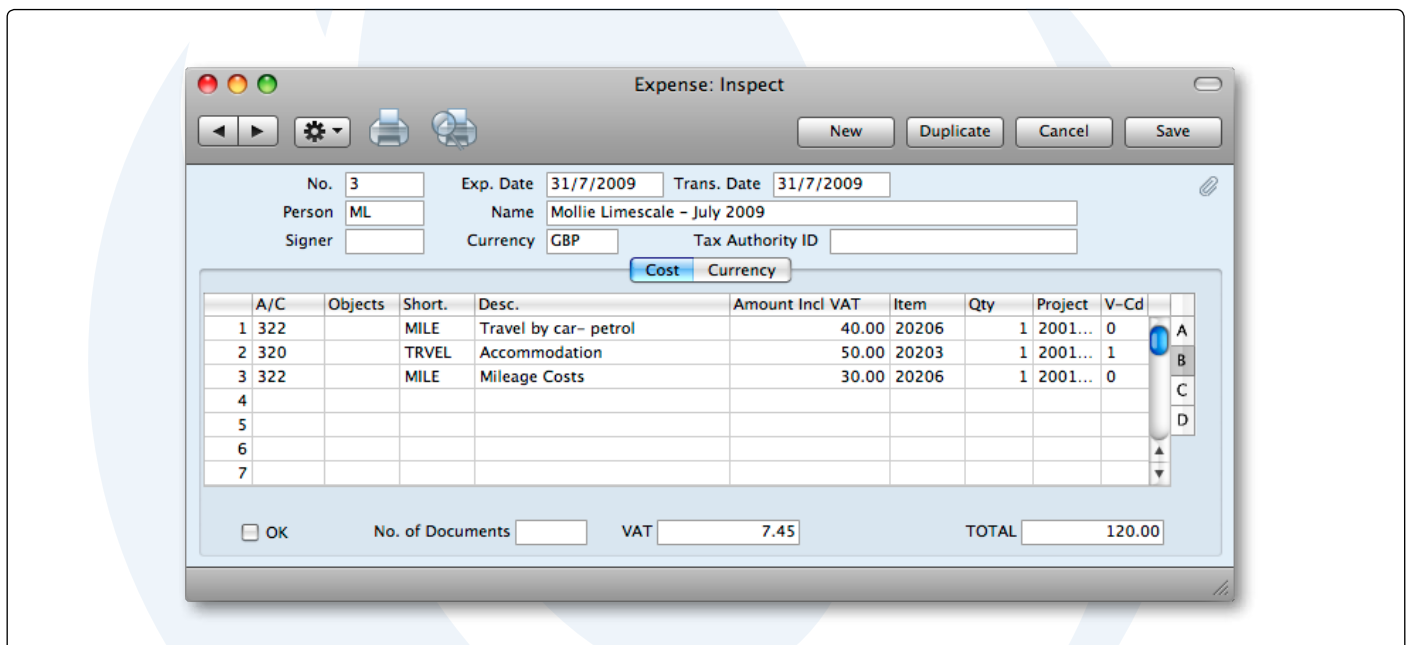 Expense: Inspect
New Duplicate Cancel Save
No. 3 Exp. Date 31/7/2009 Trans. Date 31/7/2009
Person ML Name Mollie Limescale – July 2009
Signer Currency GBP Tax Authority ID
Cost Currency
A/C Objects Short. Desc. Amount Incl VAT Item Qty Project V-Cd
1 322 MILE Travel by car– petrol 40.00 20206 1 2001... 0 A
2 320 TRVEL Accommodation 50.00 20203 1 2001... 1 B
3 322 MILE Mileage Costs 30.00 20206 1 2001... 0 C
4
5 D
6
7
OK No. of Documents VAT 7.45 TOTAL 120.00